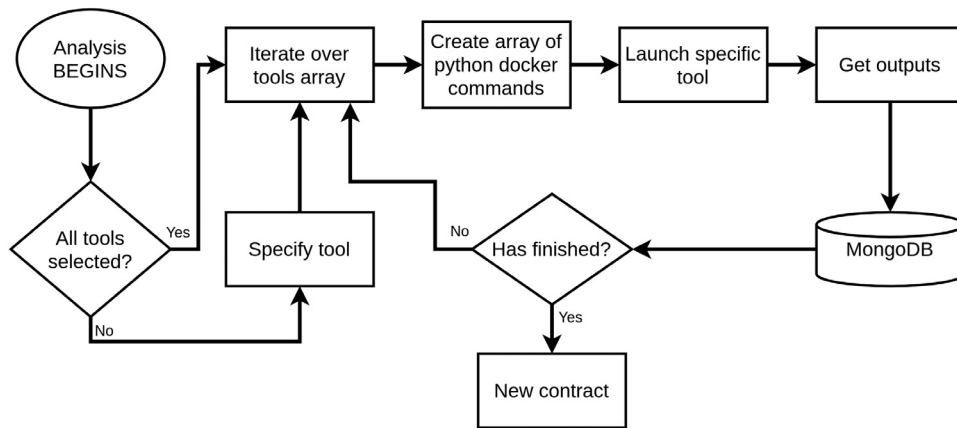 Analysis
BEGINS
Iterate over
tools array
Create array of
python docker
commands
Launch specific
tool
Get outputs
All tools
selected?
Yes
No
Specify tool
No
Has finished?
Yes
MongoDB
New contract